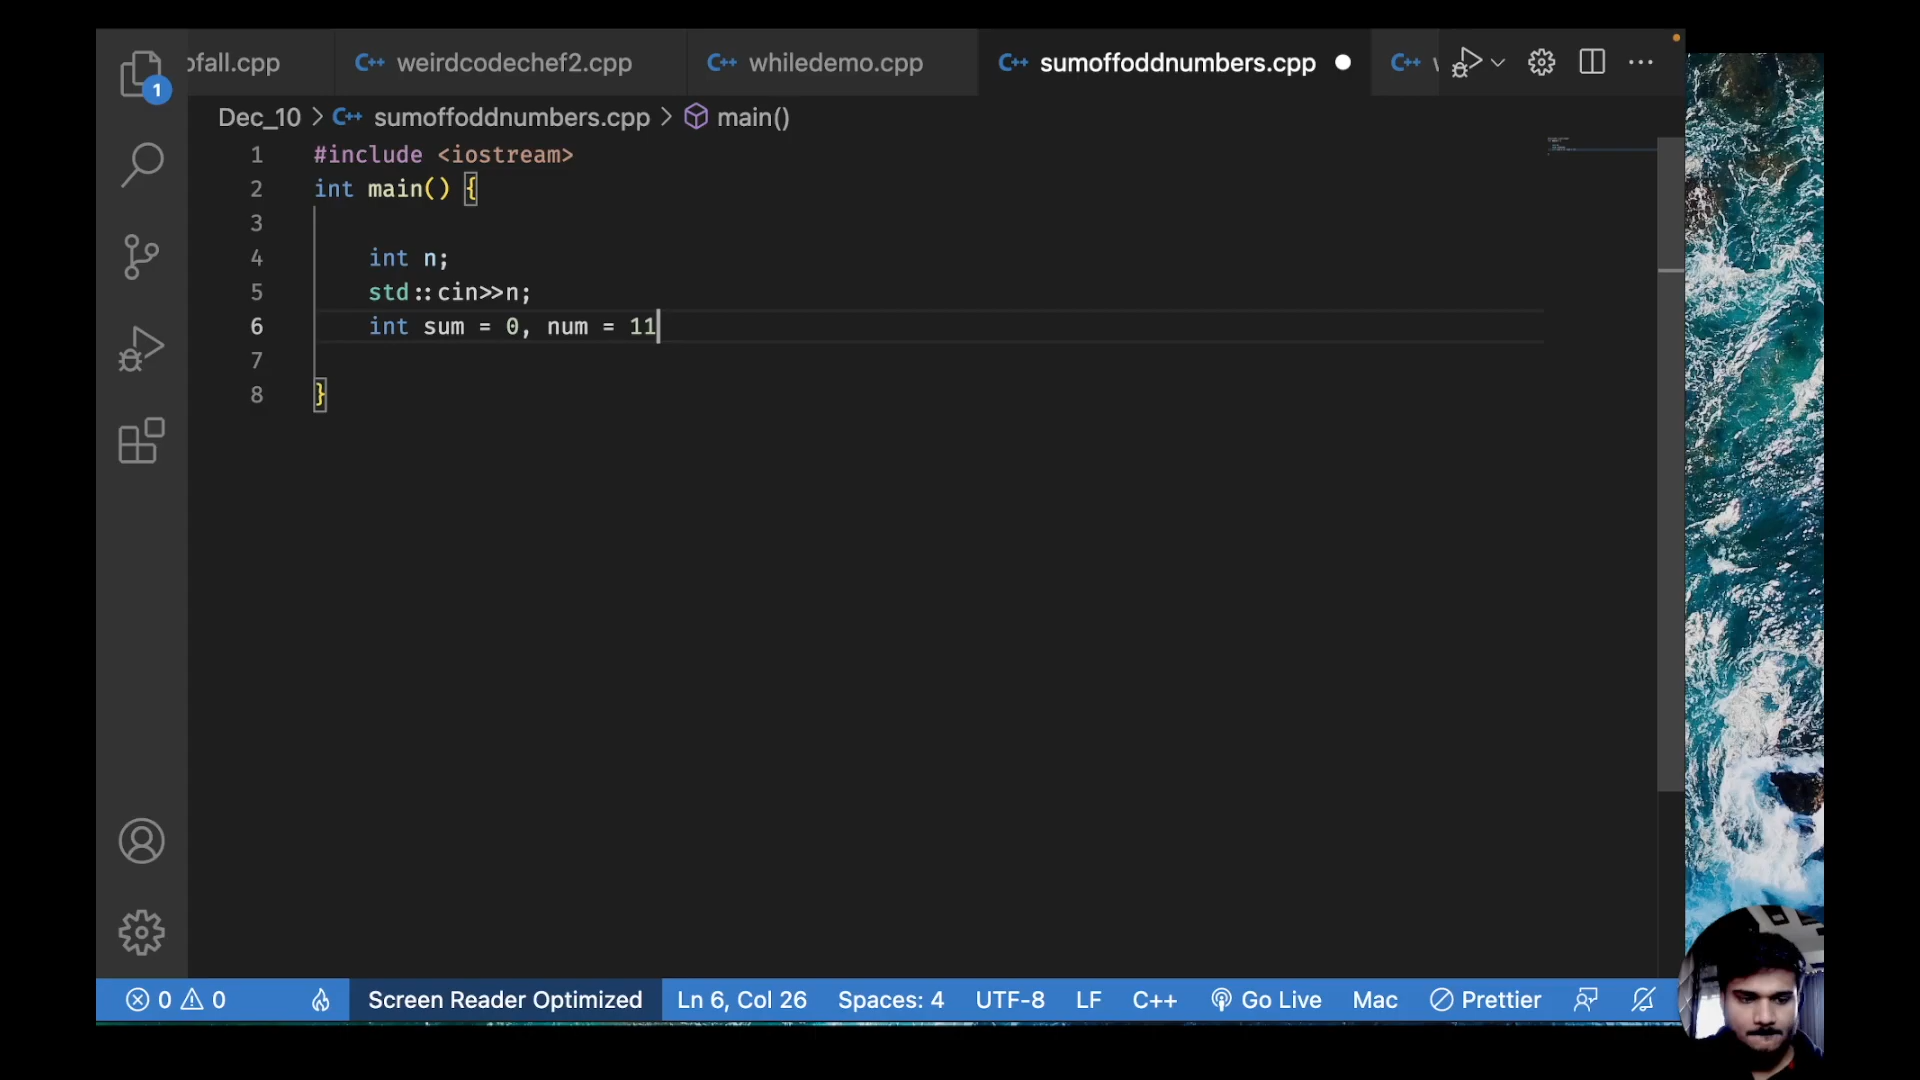 ofall.cpp
C++ weirdcodechef2.cpp
C++ whiledemo.cpp
C++ sumoffoddnumbers.cpp
C++
1
Dec_10 > C++ sumoffoddnumbers.cpp > main()
1 #include <iostream>
2 int main() {
3
4 int n;
5 std::cin>>n;
6 int sum = 0, num = 11
7
8 }
0 0 Screen Reader Optimized Ln 6, Col 26 Spaces: 4 UTF-8 LF C++ Go Live Mac Prettier